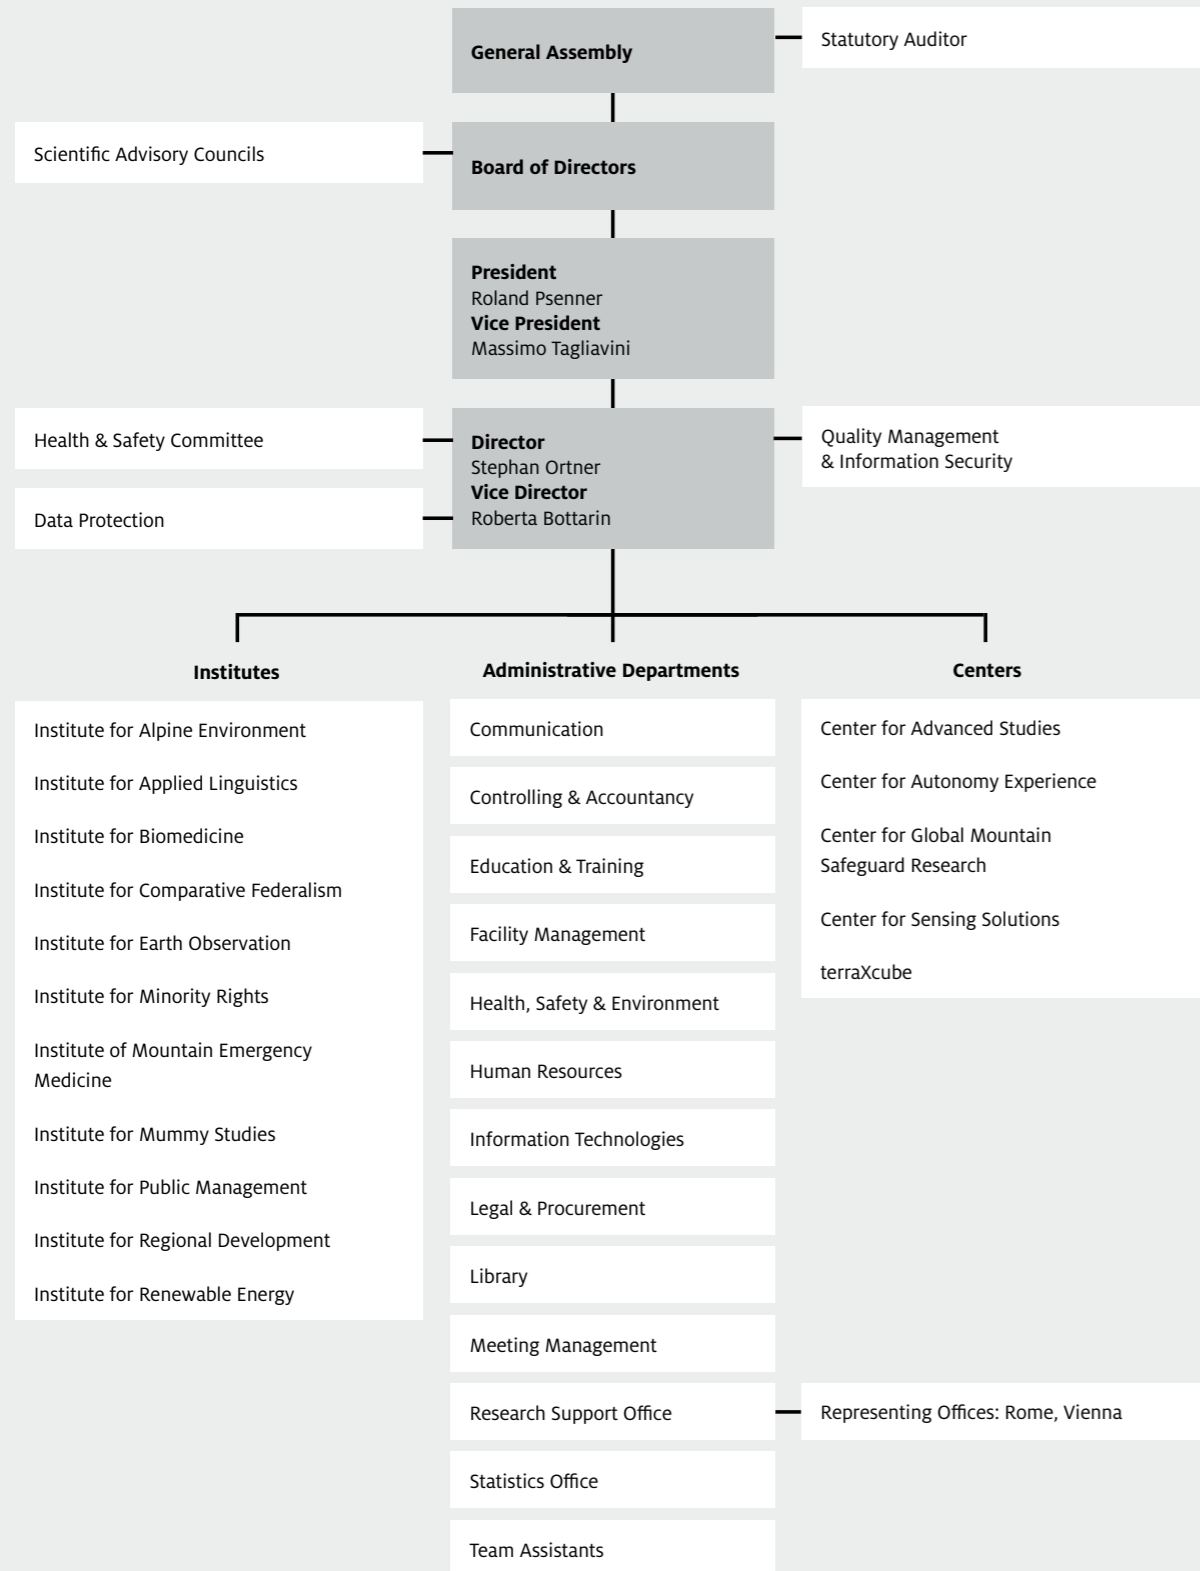 General Assembly
Statutory Auditor
Scientific Advisory Councils
Board of Directors
President
Roland Psenner
Vice President
Massimo Tagliavini
Health & Safety Committee
Data Protection
Director
Stephan Ortner
Vice Director
Roberta Bottarin
Quality Management
& Information Security
Institutes
Institute for Alpine Environment
Institute for Applied Linguistics
Institute for Biomedicine
Institute for Comparative Federalism
Institute for Earth Observation
Institute for Minority Rights
Institute of Mountain Emergency
Medicine
Institute for Mummy Studies
Institute for Public Management
Institute for Regional Development
Institute for Renewable Energy
Administrative Departments
Communication
Controlling & Accountancy
Education & Training
Facility Management
Health, Safety & Environment
Human Resources
Information Technologies
Legal & Procurement
Library
Meeting Management
Research Support Office
Statistics Office
Team Assistants
Centers
Center for Advanced Studies
Center for Autonomy Experience
Center for Global Mountain
Safeguard Research
Center for Sensing Solutions
terraXcube
Representing Offices: Rome, Vienna